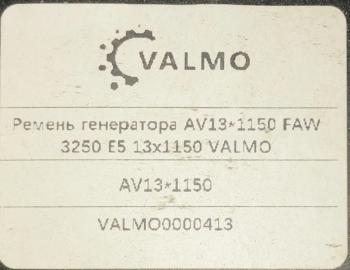 VALMO
Ремень генератора AV13*1150 FAW
3250 E5 13x1150 VALMO
AV13*1150
VALMO0000413